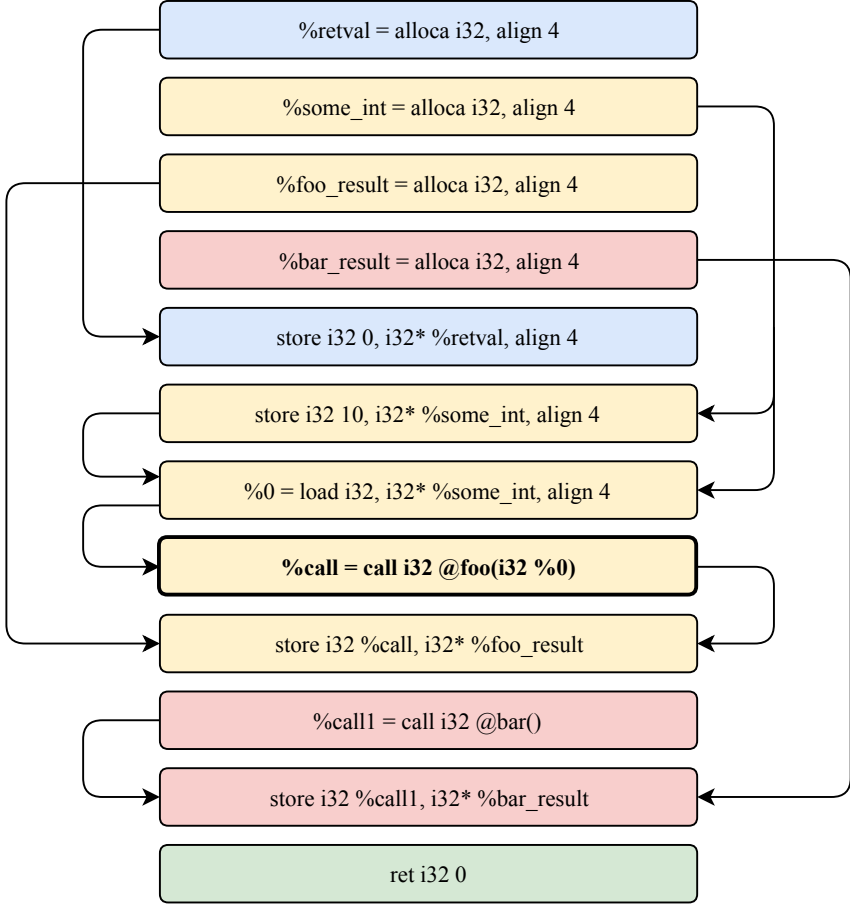 %retval = alloca i32, align 4
%some_int = alloca i32, align 4
%foo_result = alloca i32, align 4
%bar_result = alloca i32, align 4
store i32 0, i32* %retval, align 4
store i32 10, i32* %some_int, align 4
%0 = load i32, i32* %some_int, align 4
%call = call i32 @foo(i32 %0)
store i32 %call, i32* %foo_result
%call1 = call i32 @bar()
store i32 %call1, i32* %bar_result
ret i32 0